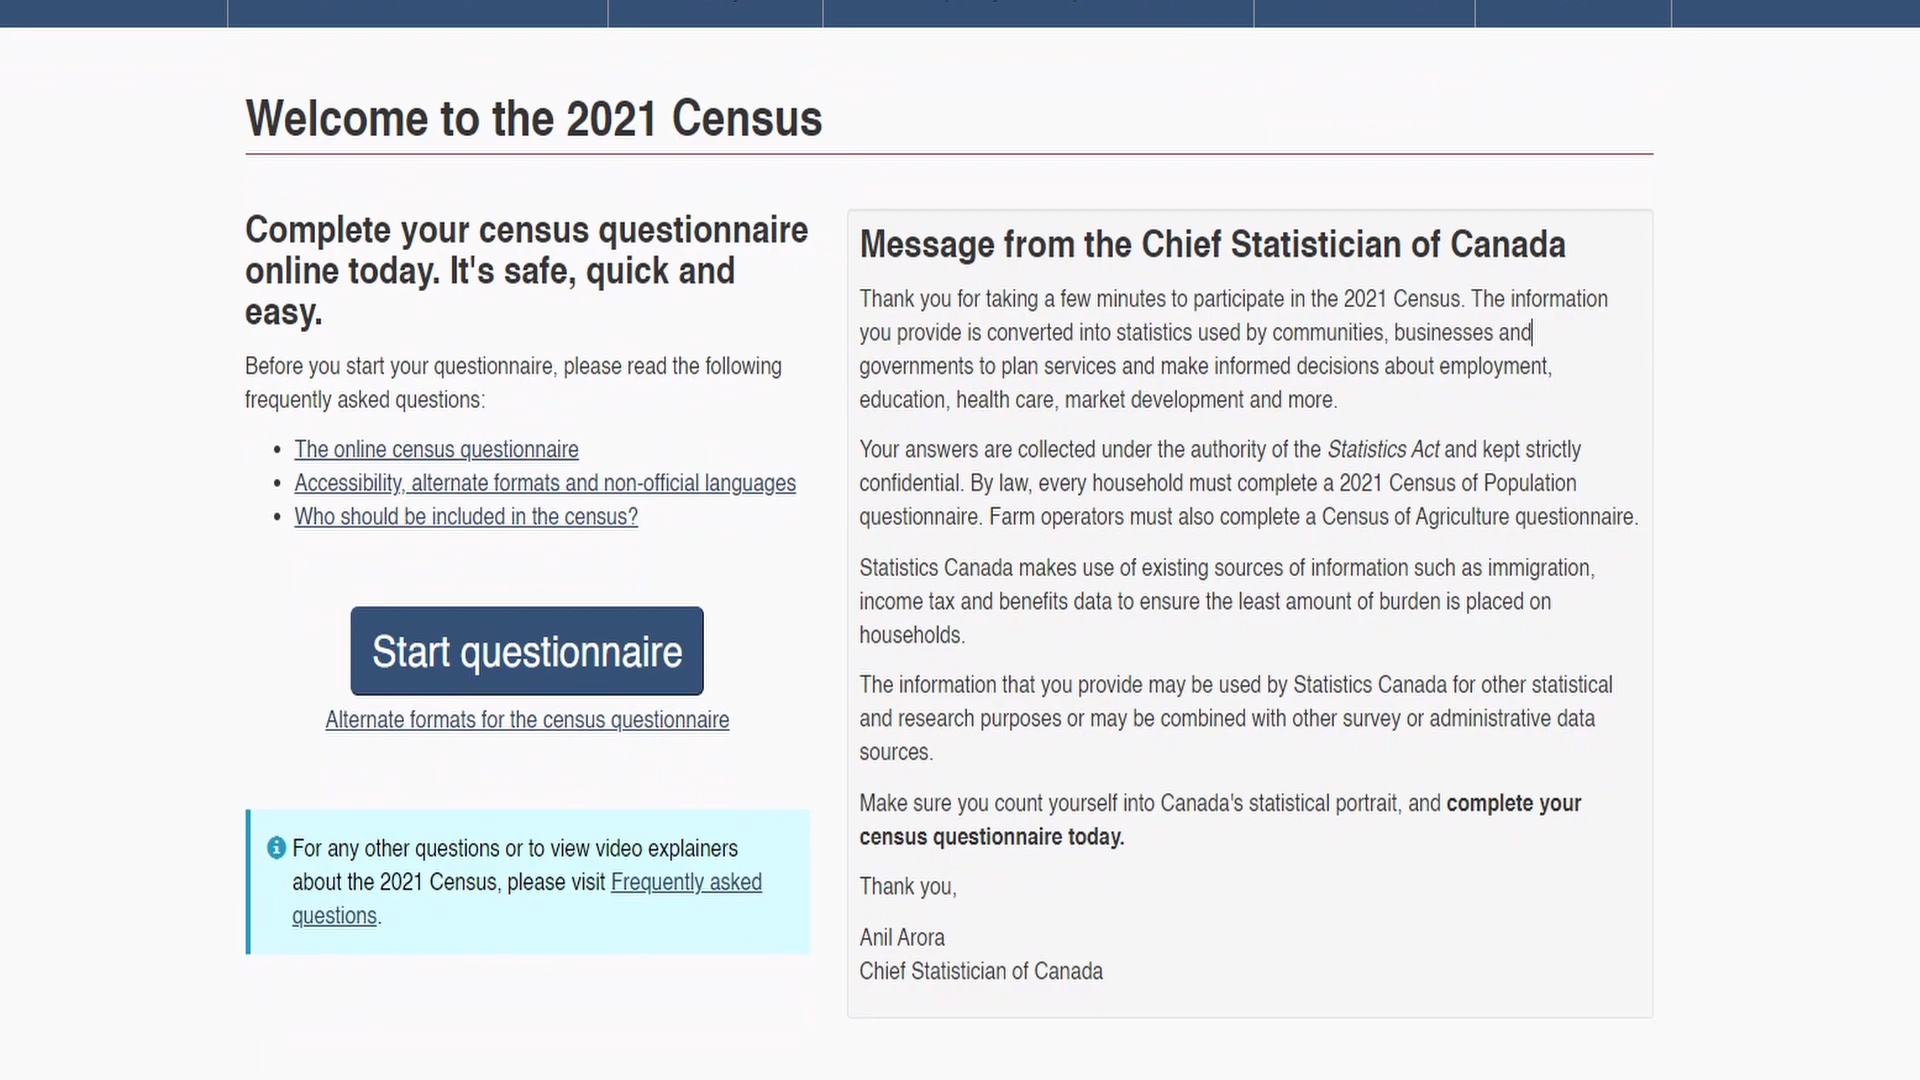 Welcome to the 2021 Census
Complete your census questionnaire
online today. It's safe, quick and
easy.
Before you start your questionnaire, please read the following
frequently asked questions:
• The online census questionnaire
• Accessibility, alternate formats and non-official languages
• Who should be included in the census?
Start questionnaire
Alternate formats for the census questionnaire
For any other questions or to view video explainers
about the 2021 Census, please visit Frequently asked
questions.
Message from the Chief Statistician of Canada
Thank you for taking a few minutes to participate in the 2021 Census. The information
you provide is converted into statistics used by communities, businesses and
governments to plan services and make informed decisions about employment,
education, health care, market development and more.
Your answers are collected under the authority of the Statistics Act and kept strictly
confidential. By law, every household must complete a 2021 Census of Population
questionnaire. Farm operators must also complete a Census of Agriculture questionnaire.
Statistics Canada makes use of existing sources of information such as immigration,
income tax and benefits data to ensure the least amount of burden is placed on
households.
The information that you provide may be used by Statistics Canada for other statistical
and research purposes or may be combined with other survey or administrative data
sources.
Make sure you count yourself into Canada's statistical portrait, and complete your
census questionnaire today.
Thank you,
Anil Arora
Chief Statistician of Canada